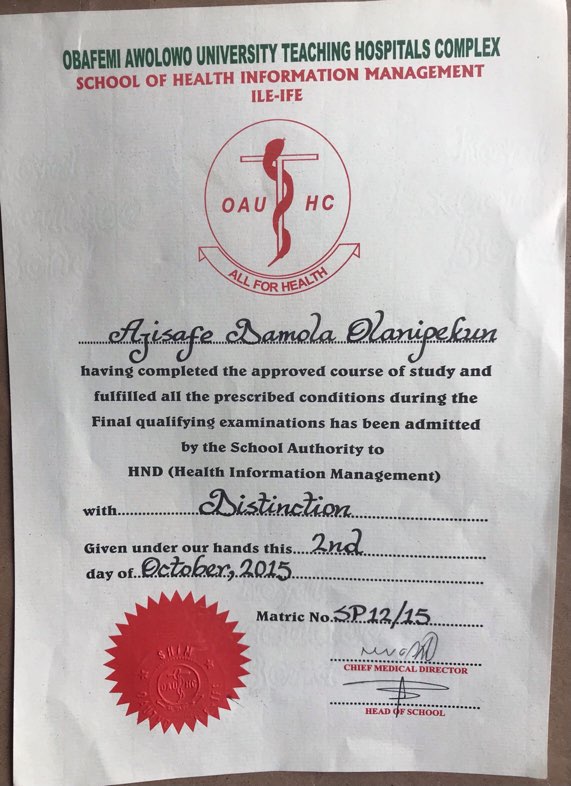 OBAFEMI AWOLOWO UNIVERSITY TEACHING HOSPITALS COMPLEX
SCHOOL OF HEALTH INFORMATION MANAGEMENT
ILE-IFE
OAU HC
ALL FOR HEALTH
Ajisafe Damola Olanipekun
having completed the approved course of study and
fulfilled all the prescribed conditions during the
Final qualifying examinations has been admitted
by the School Authority to
HND (Health Information Management)
with Distinction
Given under our hands this 2nd
day of October, 2015
Matric No. SP12/15
CHIEF MEDICAL DIRECTOR
HEAD OF SCHOOL
SHIM
OAU HC